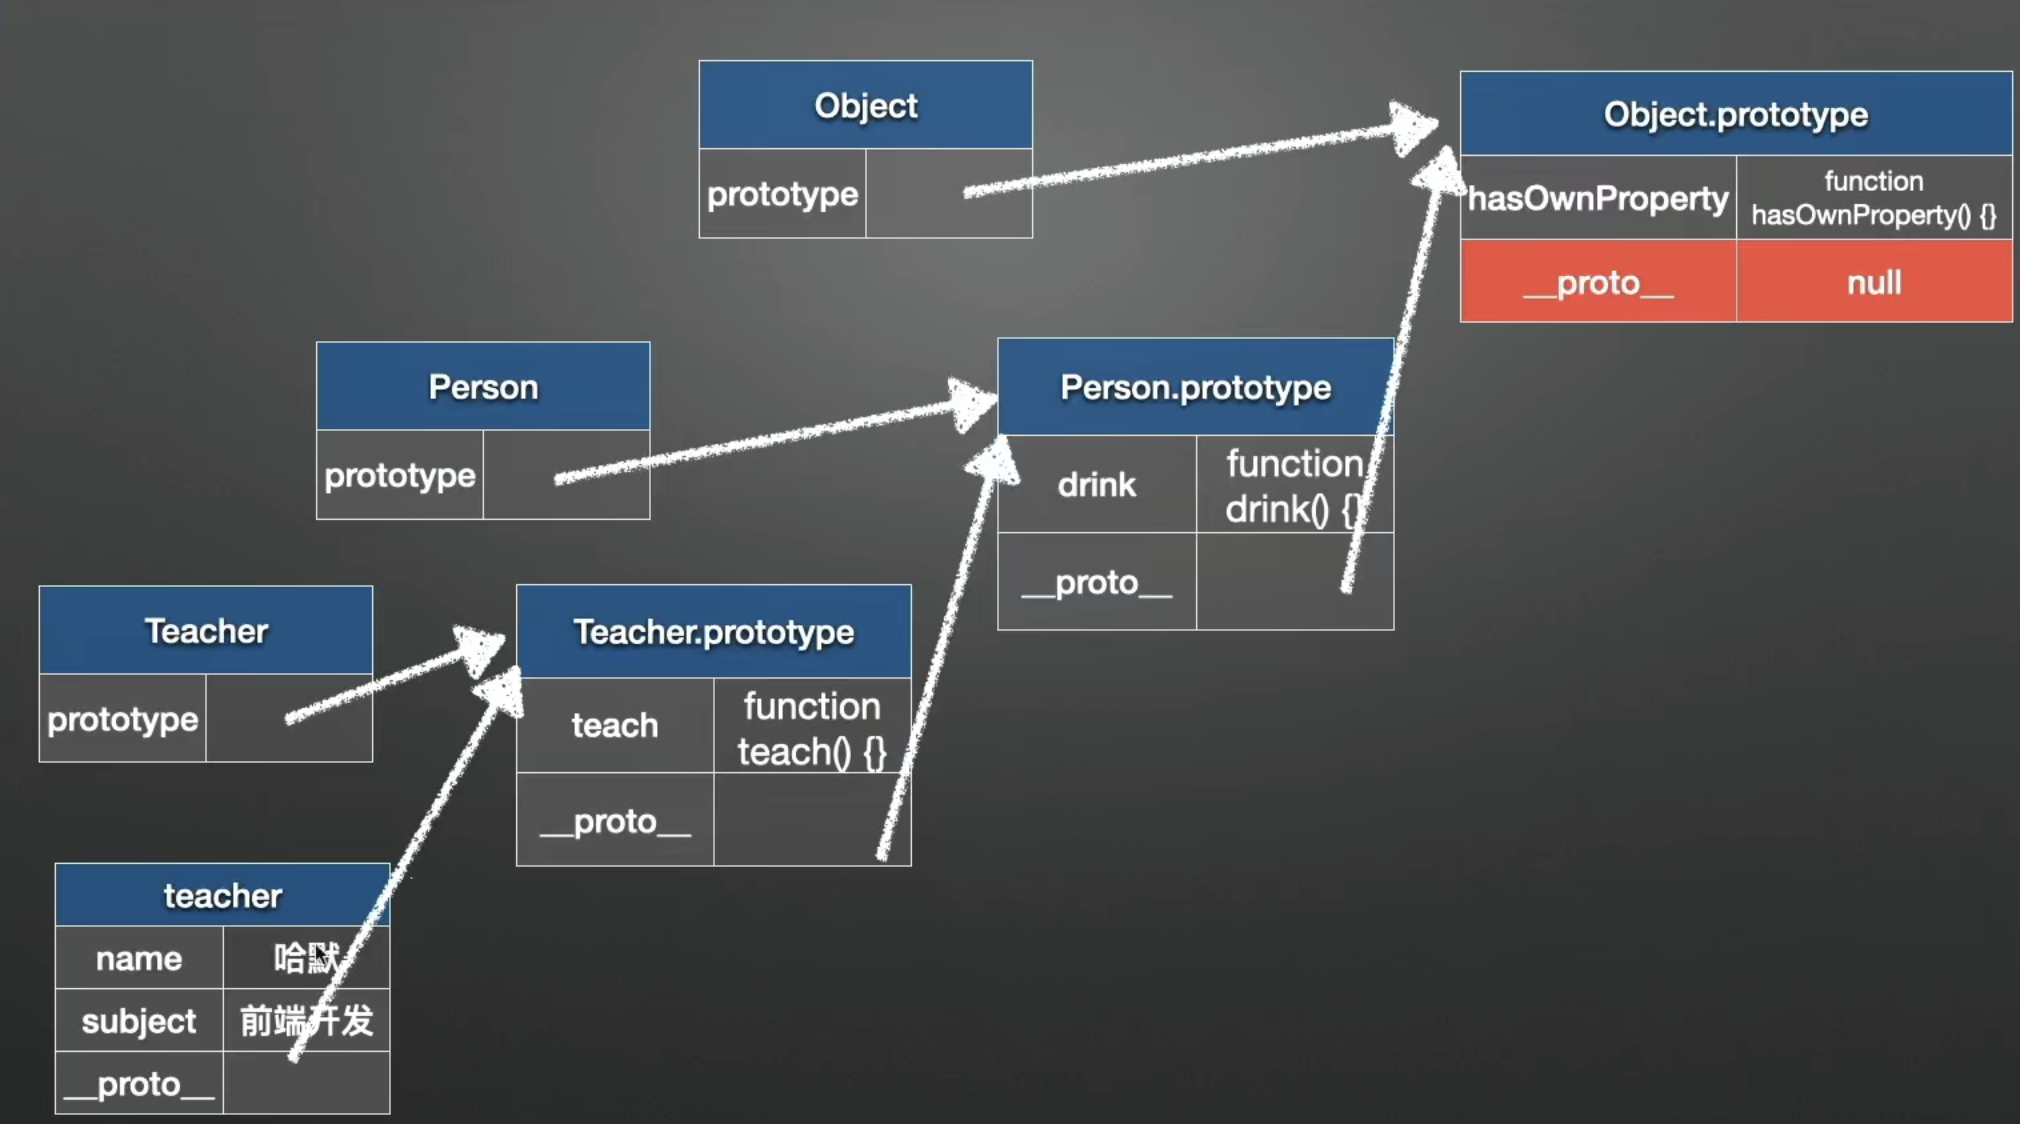 Object
prototype
Object.prototype
hasOwnProperty
function
hasOwnProperty() {}
__proto__
null
Person
prototype
Person.prototype
drink
function
drink() {}
__proto__
Teacher
prototype
Teacher.prototype
teach
function
teach() {}
__proto__
teacher
name
哈默
subject
前端开发
__proto__